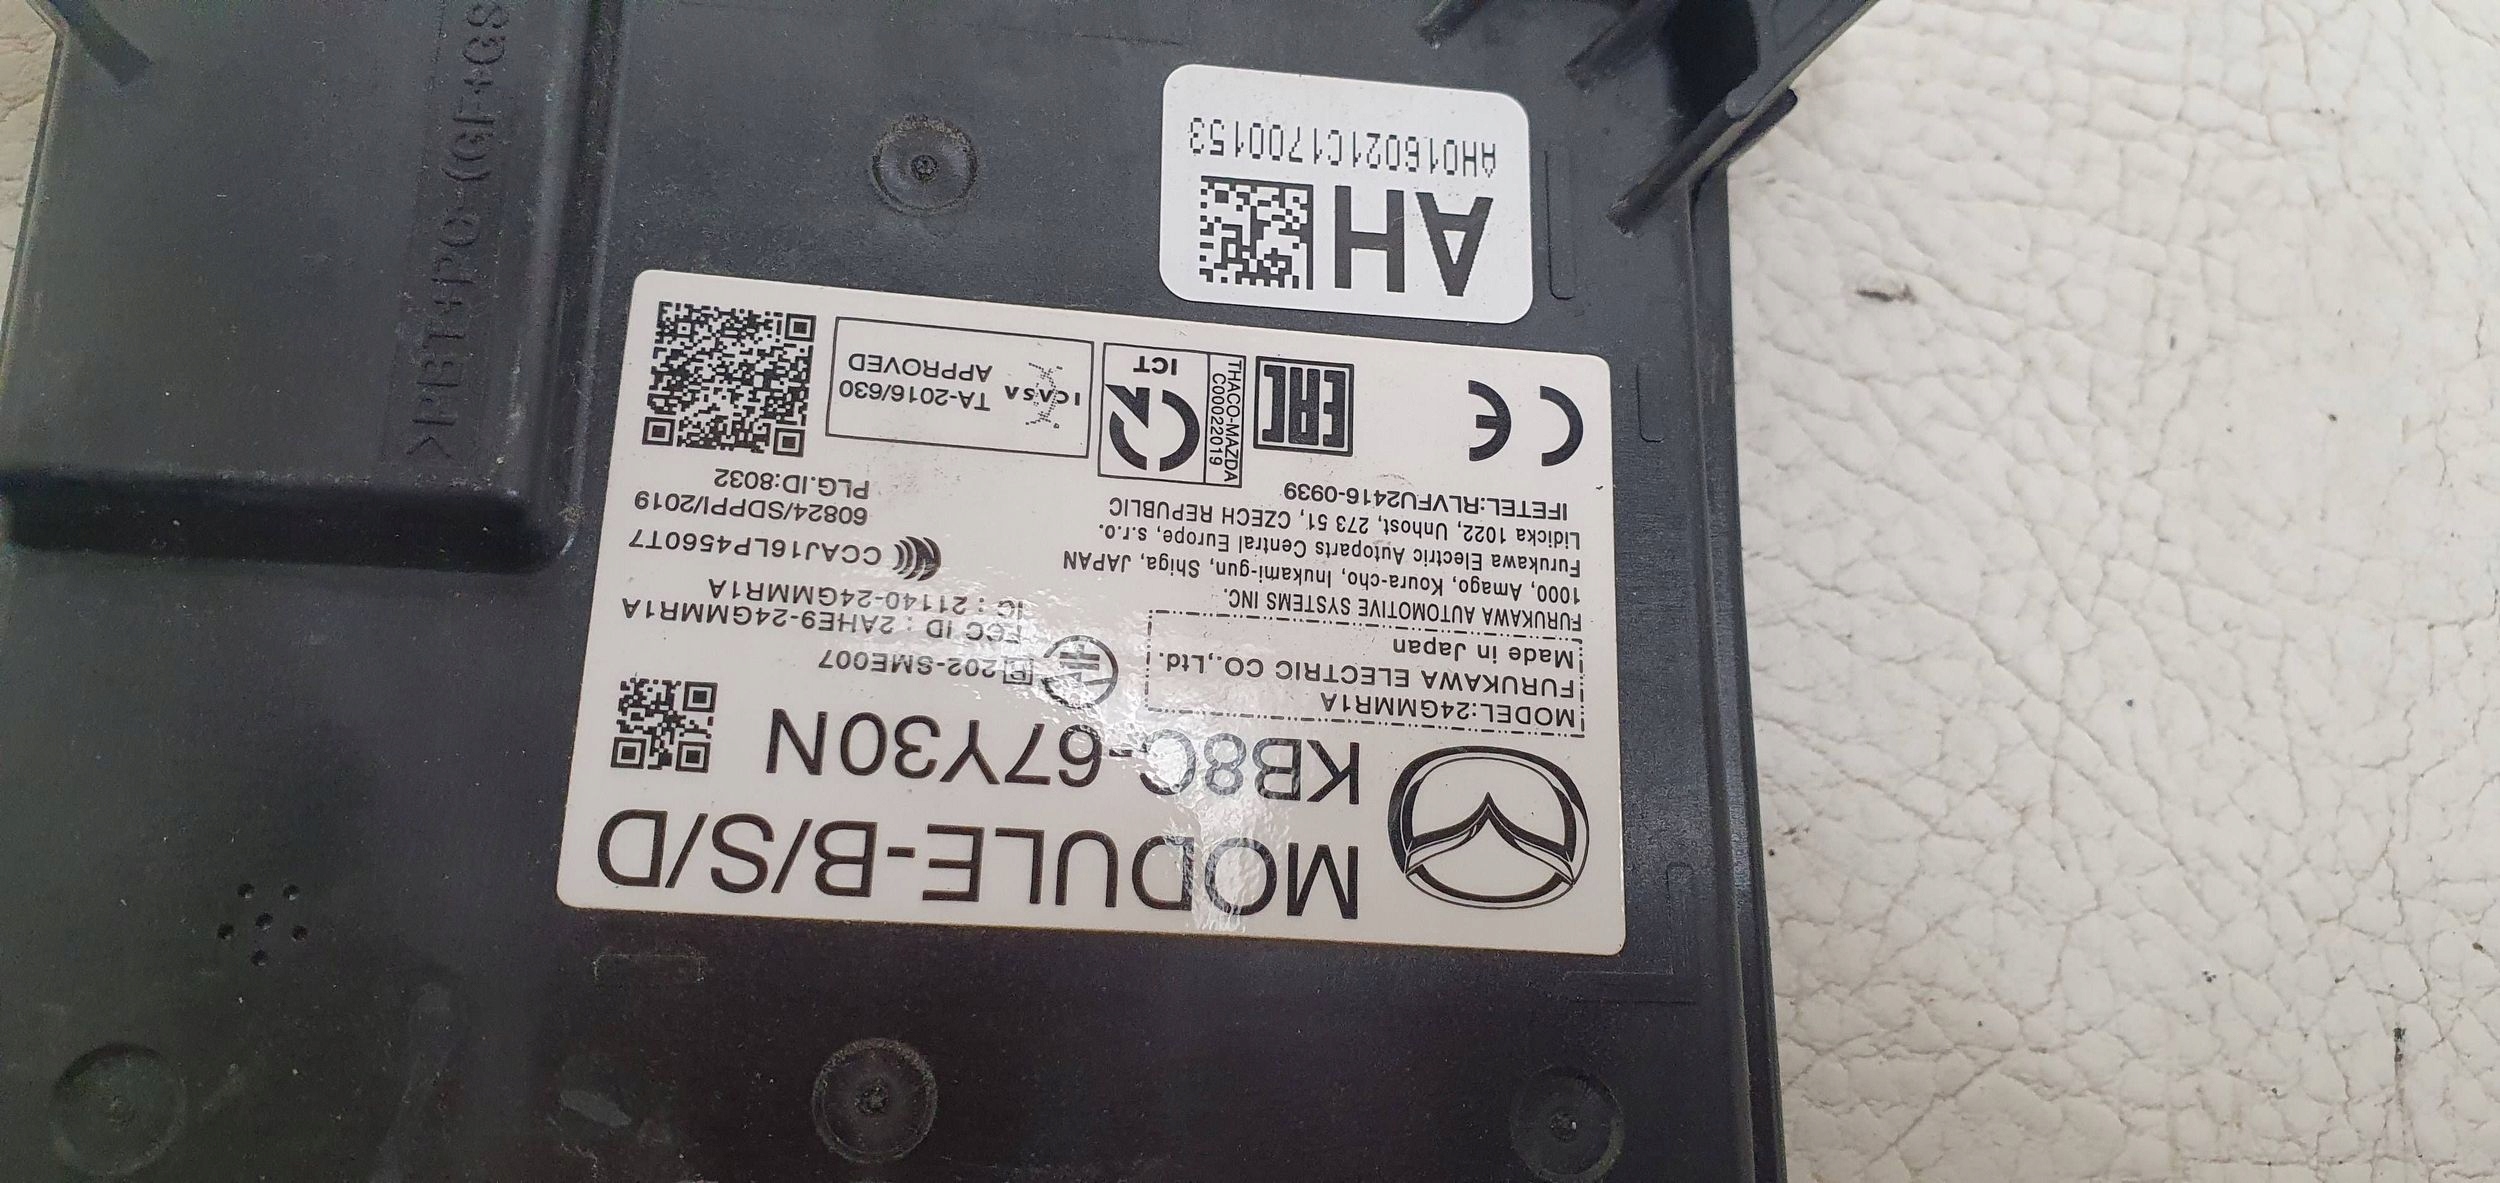 MODULE-B/S/D
KB8C-67Y30N
MODEL:24GMMR1A
FURUKAWA ELECTRIC CO.,Ltd.
Made in Japan
R 202-SME007
FCC ID : 2AHE9-24GMMR1A
IC : 21140-24GMMR1A
FURUKAWA AUTOMOTIVE SYSTEMS INC.
1000, Amago, Koura-cho, Inukami-gun, Shiga, JAPAN
Furukawa Electric Autoparts Central Europe, s.r.o.
Lidicka 1022, Unhost, 273 51, CZECH REPUBLIC
IFETEL:RLVFU2416-0939
CCAJ16LP4560T7
60824/SDPPI/2019
PLG.ID:8032
CE
EAC
THACO-MAZDA
C000222019
ICT
ICASA
TA-2016/630
APPROVED
AH
AH016021C1700153
>PBT+PC-(GF+GS